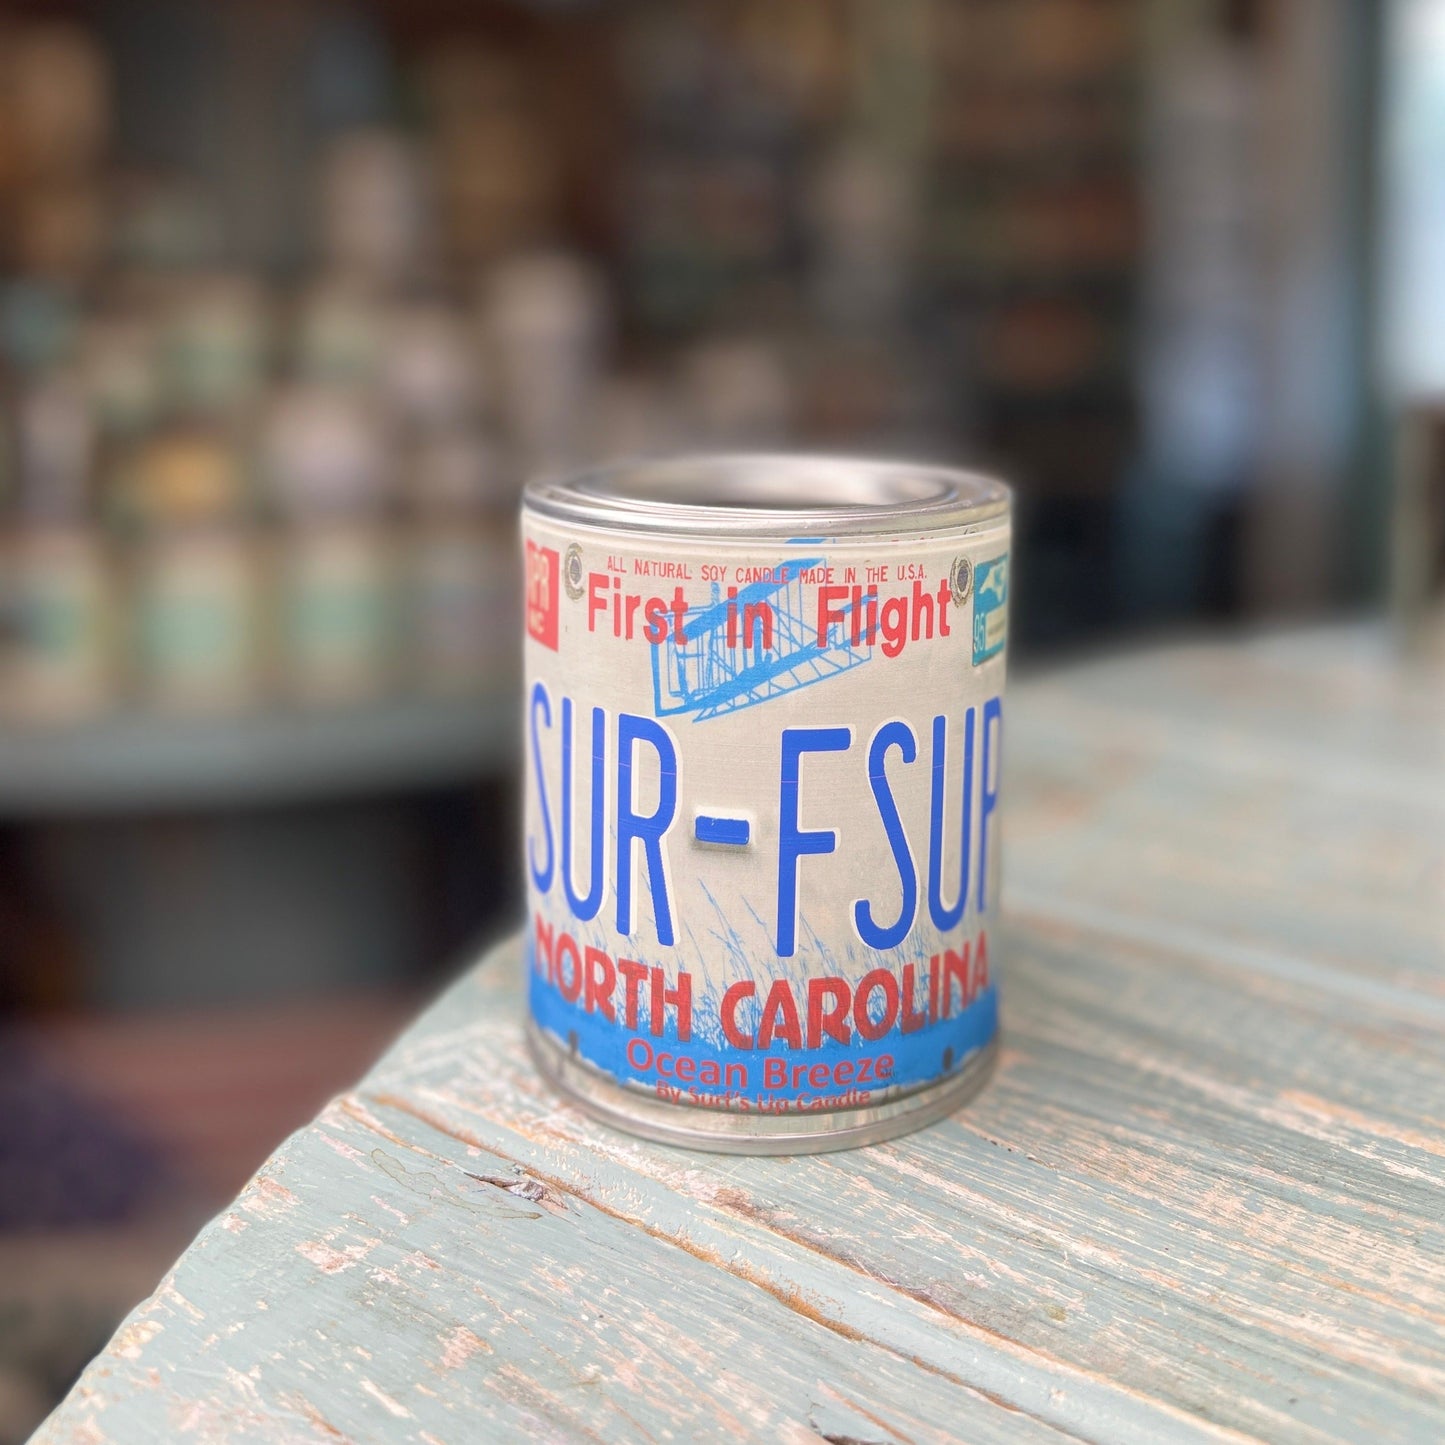 ALL NATURAL SOY CANDLE MADE IN THE U.S.A.
First in Flight
95
SUR-FSUP
NORTH CAROLINA
Ocean Breeze
By Surf's Up Candle